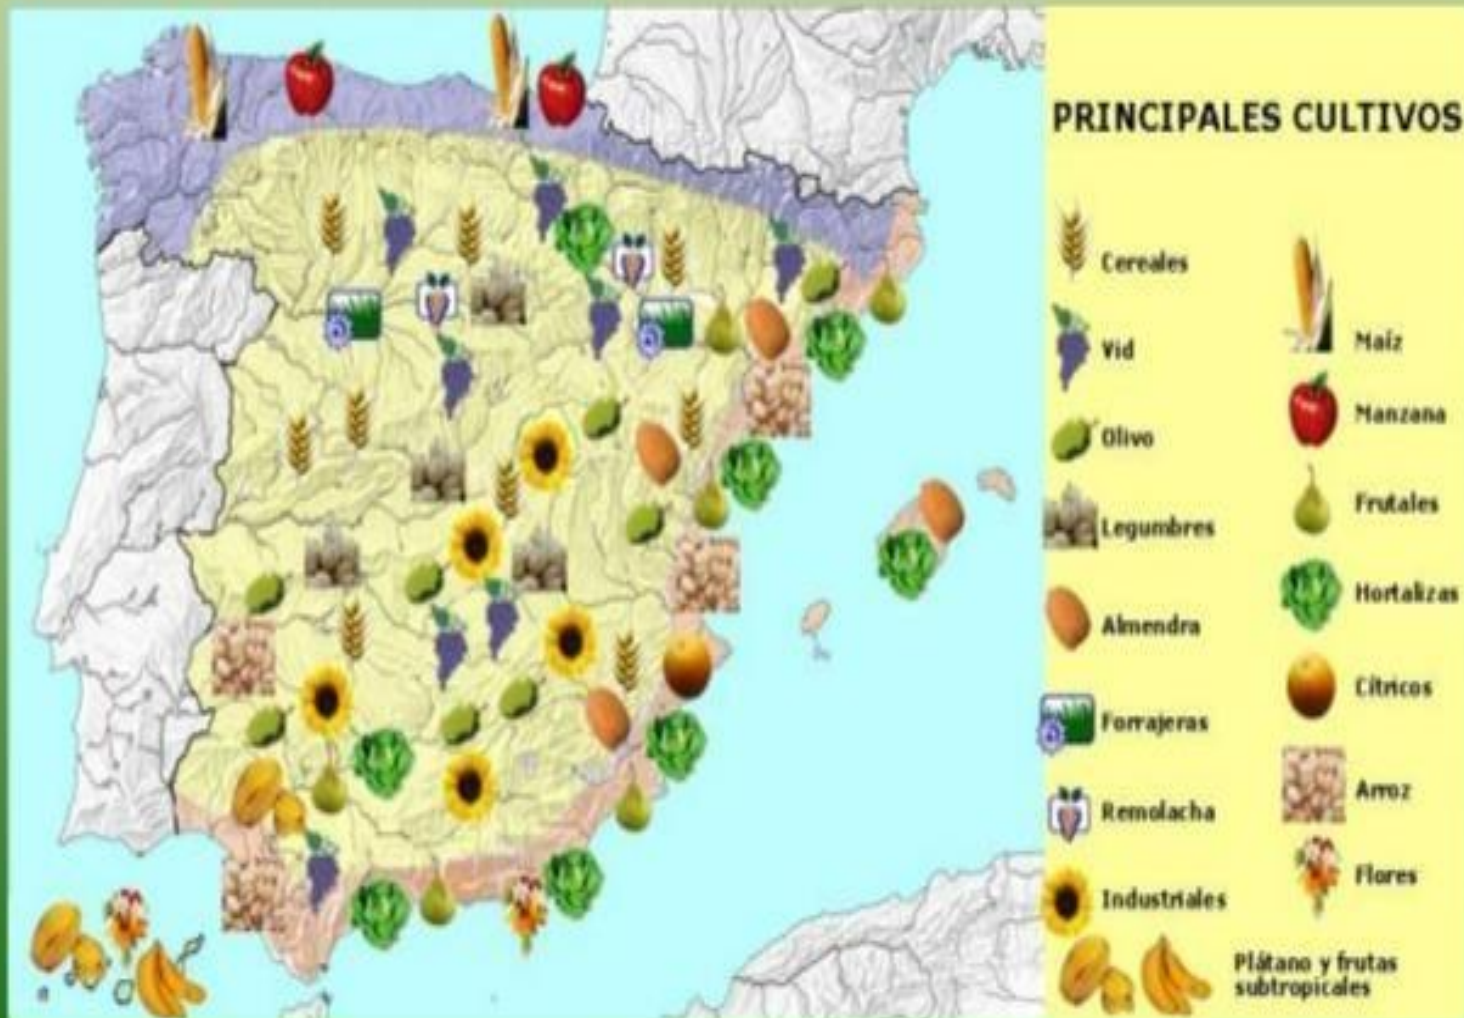 PRINCIPALES CULTIVOS
Cereales
Vid
Olivo
Legumbres
Almendra
Forrajeras
Remolacha
Industriales
Maíz
Manzana
Frutales
Hortalizas
Cítricos
Arroz
Flores
Plátano y frutas
subtropicales